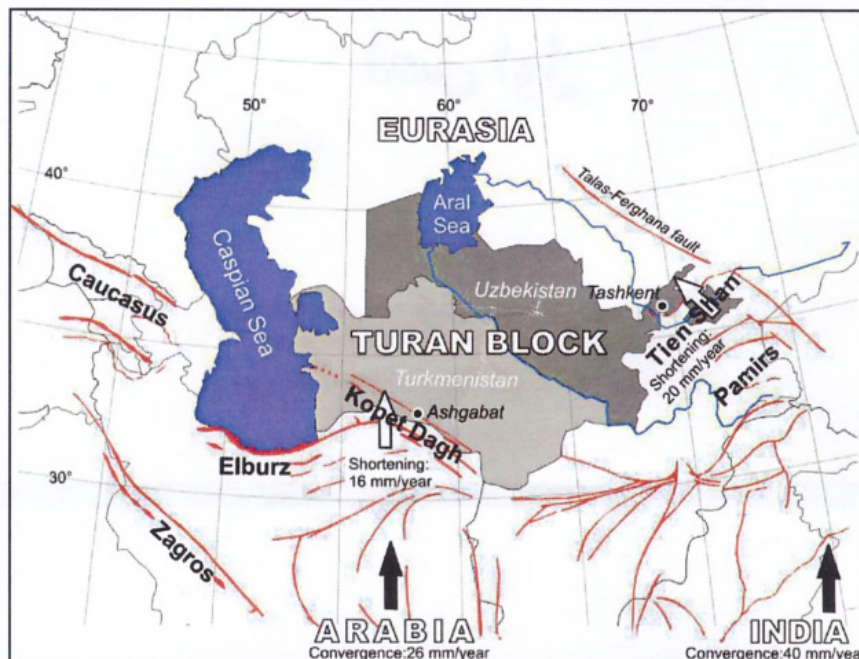 50°
60°
70°
EURASIA
40°
Aral
Sea
Talas-Ferghana fault
Caspian Sea
Caucasus
Uzbekistan
Tashkent
Tien Shan
Shortening:
20 mm/year
TURAN BLOCK
Pamirs
Turkmenistan
Kopet Dagh
Ashgabat
Elburz
Shortening:
16 mm/year
30°
Zagros
ARABIA
Convergence:26 mm/year
INDIA
Convergence:40 mm/year